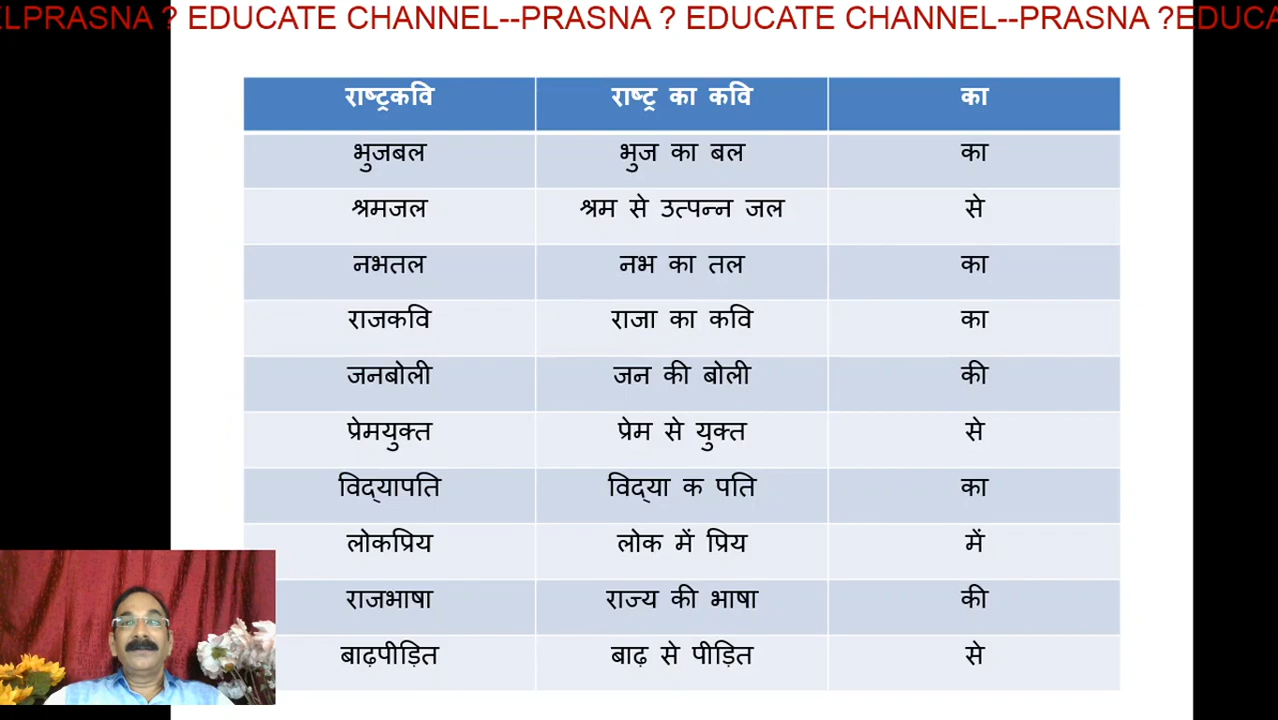 ELPRASNA ? EDUCATE CHANNEL--PRASNA ? EDUCATE CHANNEL--PRASNA ?EDUCA
राष्ट्रकवि राष्ट्र का कवि का
भुजबल भुज का बल का
श्रमजल श्रम से उत्पन्न जल से
नभतल नभ का तल का
राजकवि राजा का कवि का
जनबोली जन की बोली की
प्रेमयुक्त प्रेम से युक्त से
विद्यापति विद्या क पति का
लोकप्रिय लोक में प्रिय में
राजभाषा राज्य की भाषा की
बाढ़पीड़ित बाढ़ से पीड़ित से